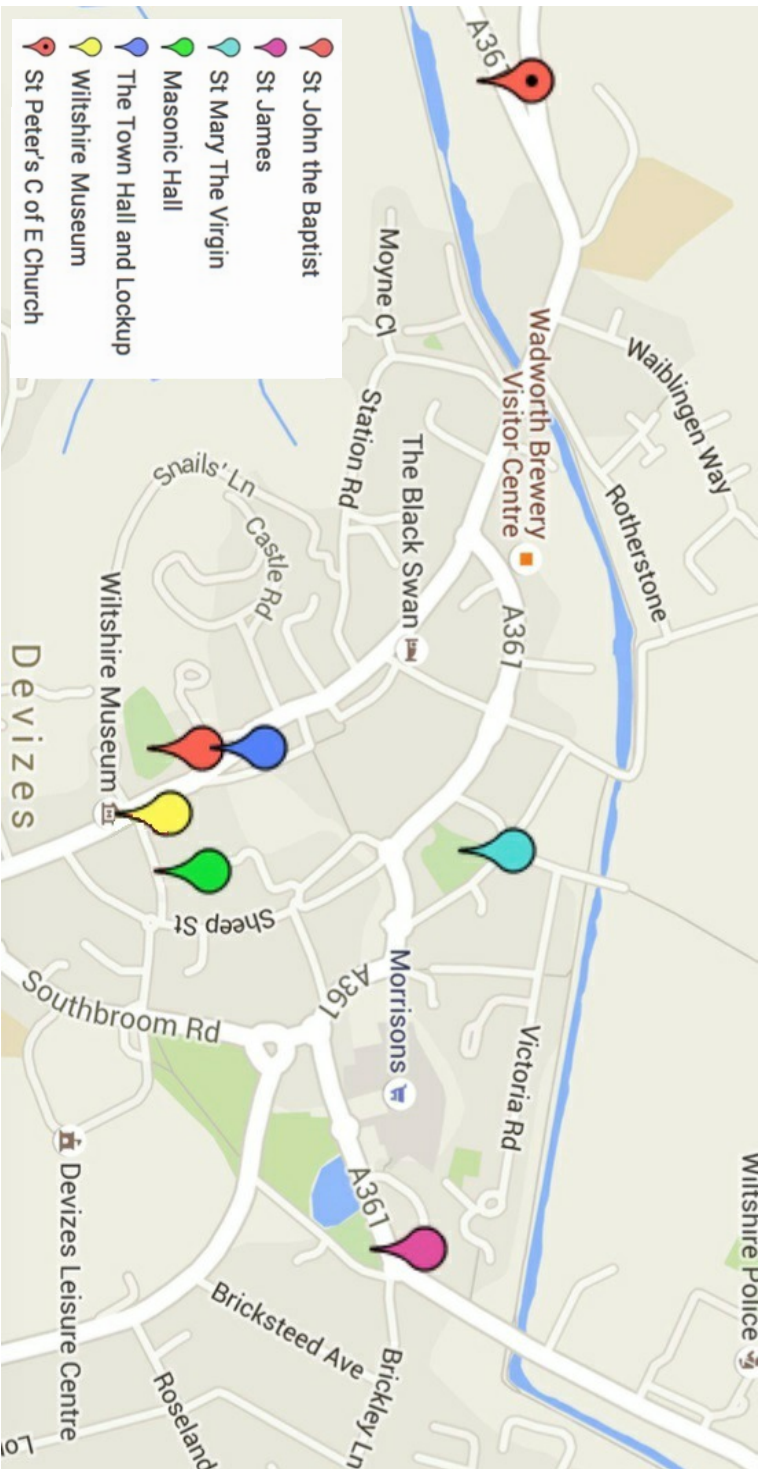 St John the Baptist
St James
St Mary The Virgin
Masonic Hall
The Town Hall and Lockup
Wiltshire Museum
St Peter's C of E Church
A361
Waiblingen Way
Rotherstone
Wadworth Brewery
Visitor Centre
Moyne Cl
Station Rd
The Black Swan
A361
Snails' Ln
Castle Rd
Wiltshire Museum
Devizes
Sheep St
A361
Morrisons
Victoria Rd
Southbroom Rd
A361
Devizes Leisure Centre
Wiltshire Police
Bricksteed Ave
Brickley Ln
Roseland